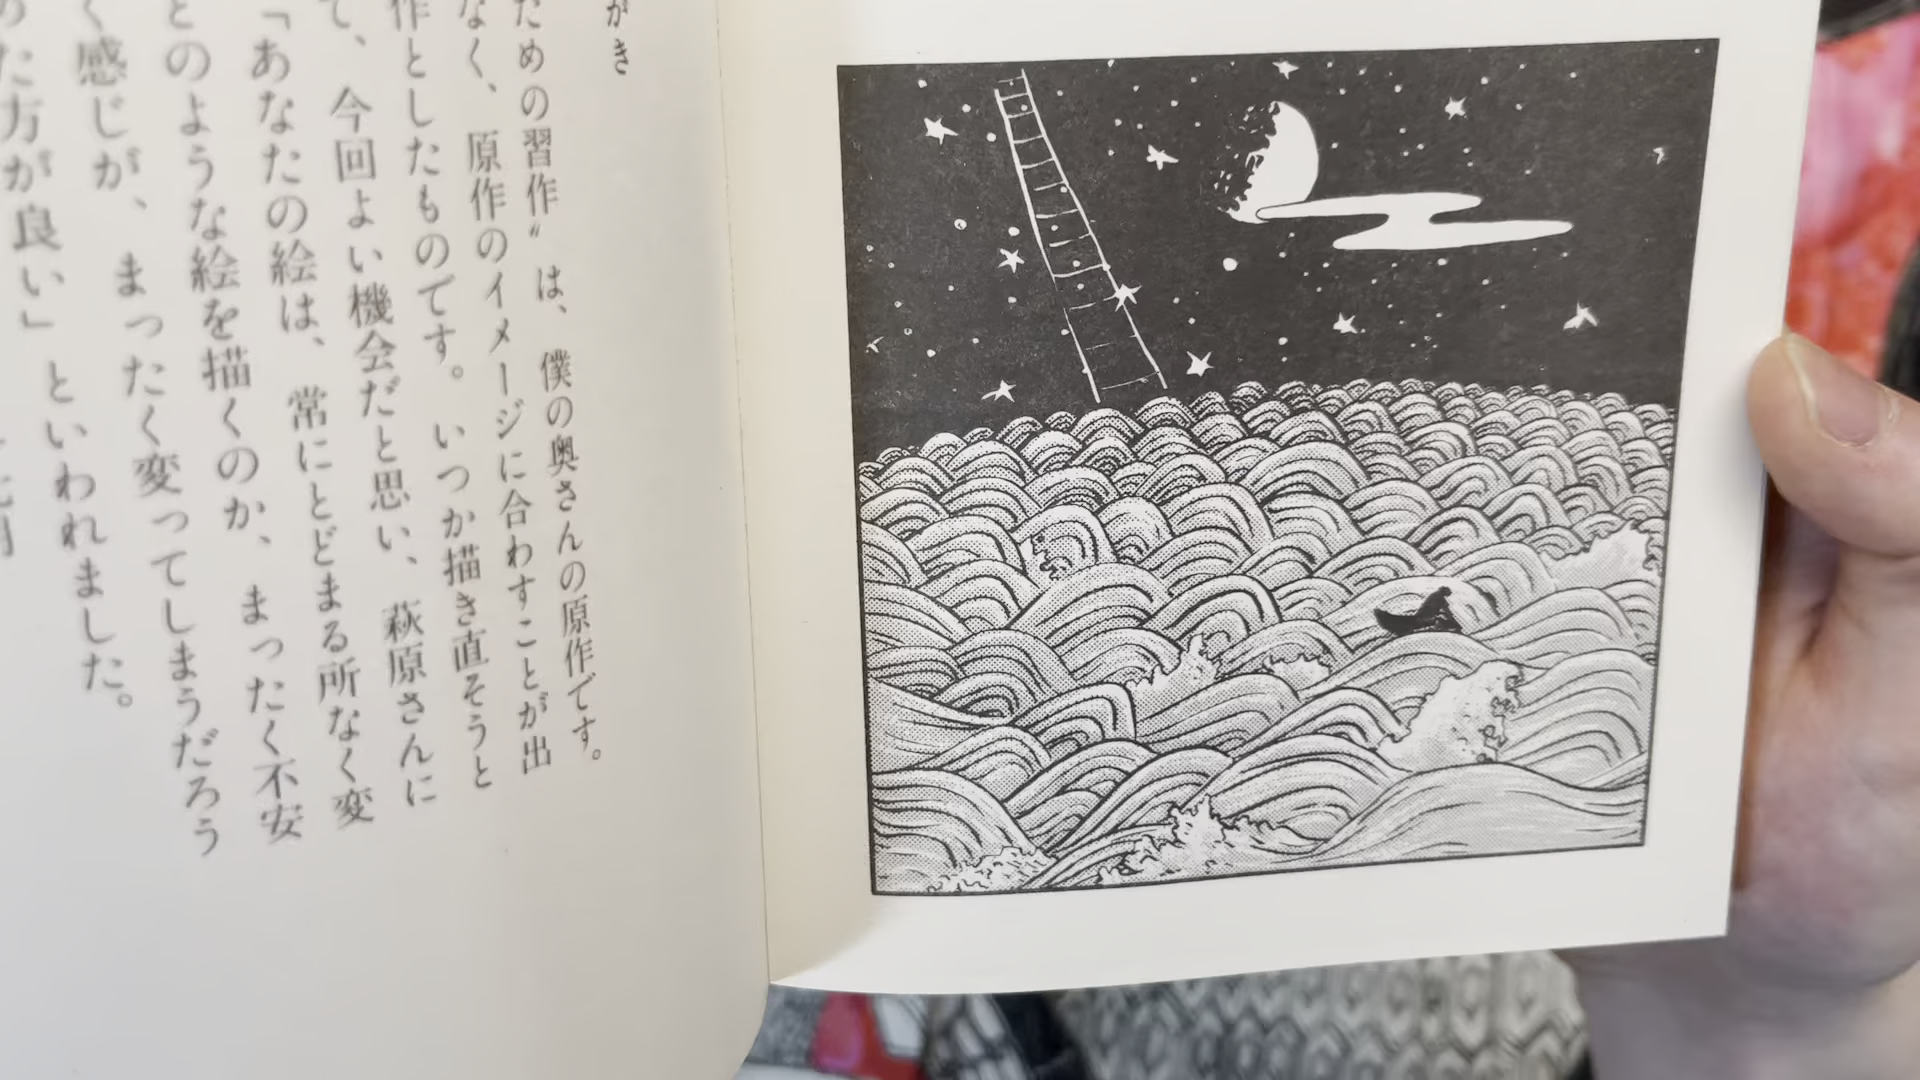 がき
ための習作〟は、僕の奥さんの原作です。
なく、原作のイメージに合わすことが出
作としたものです。いつか描き直そうと
て、今回よい機会だと思い、萩原さんに
「あなたの絵は、常にとどまる所なく変
とのような絵を描くのか、まったく不安
く感じが、まったく変ってしまうだろう
のた方が良い」といわれました。